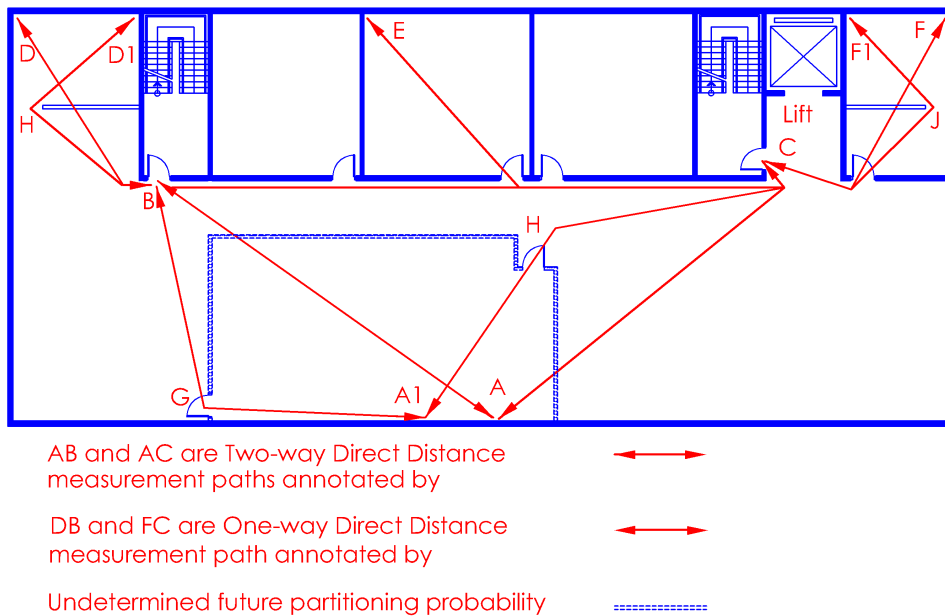 D
D1
E
F1
F
H
Lift
J
C
B
H
G
A1
A
AB and AC are Two-way Direct Distance
measurement paths annotated by
DB and FC are One-way Direct Distance
measurement path annotated by
Undetermined future partitioning probability